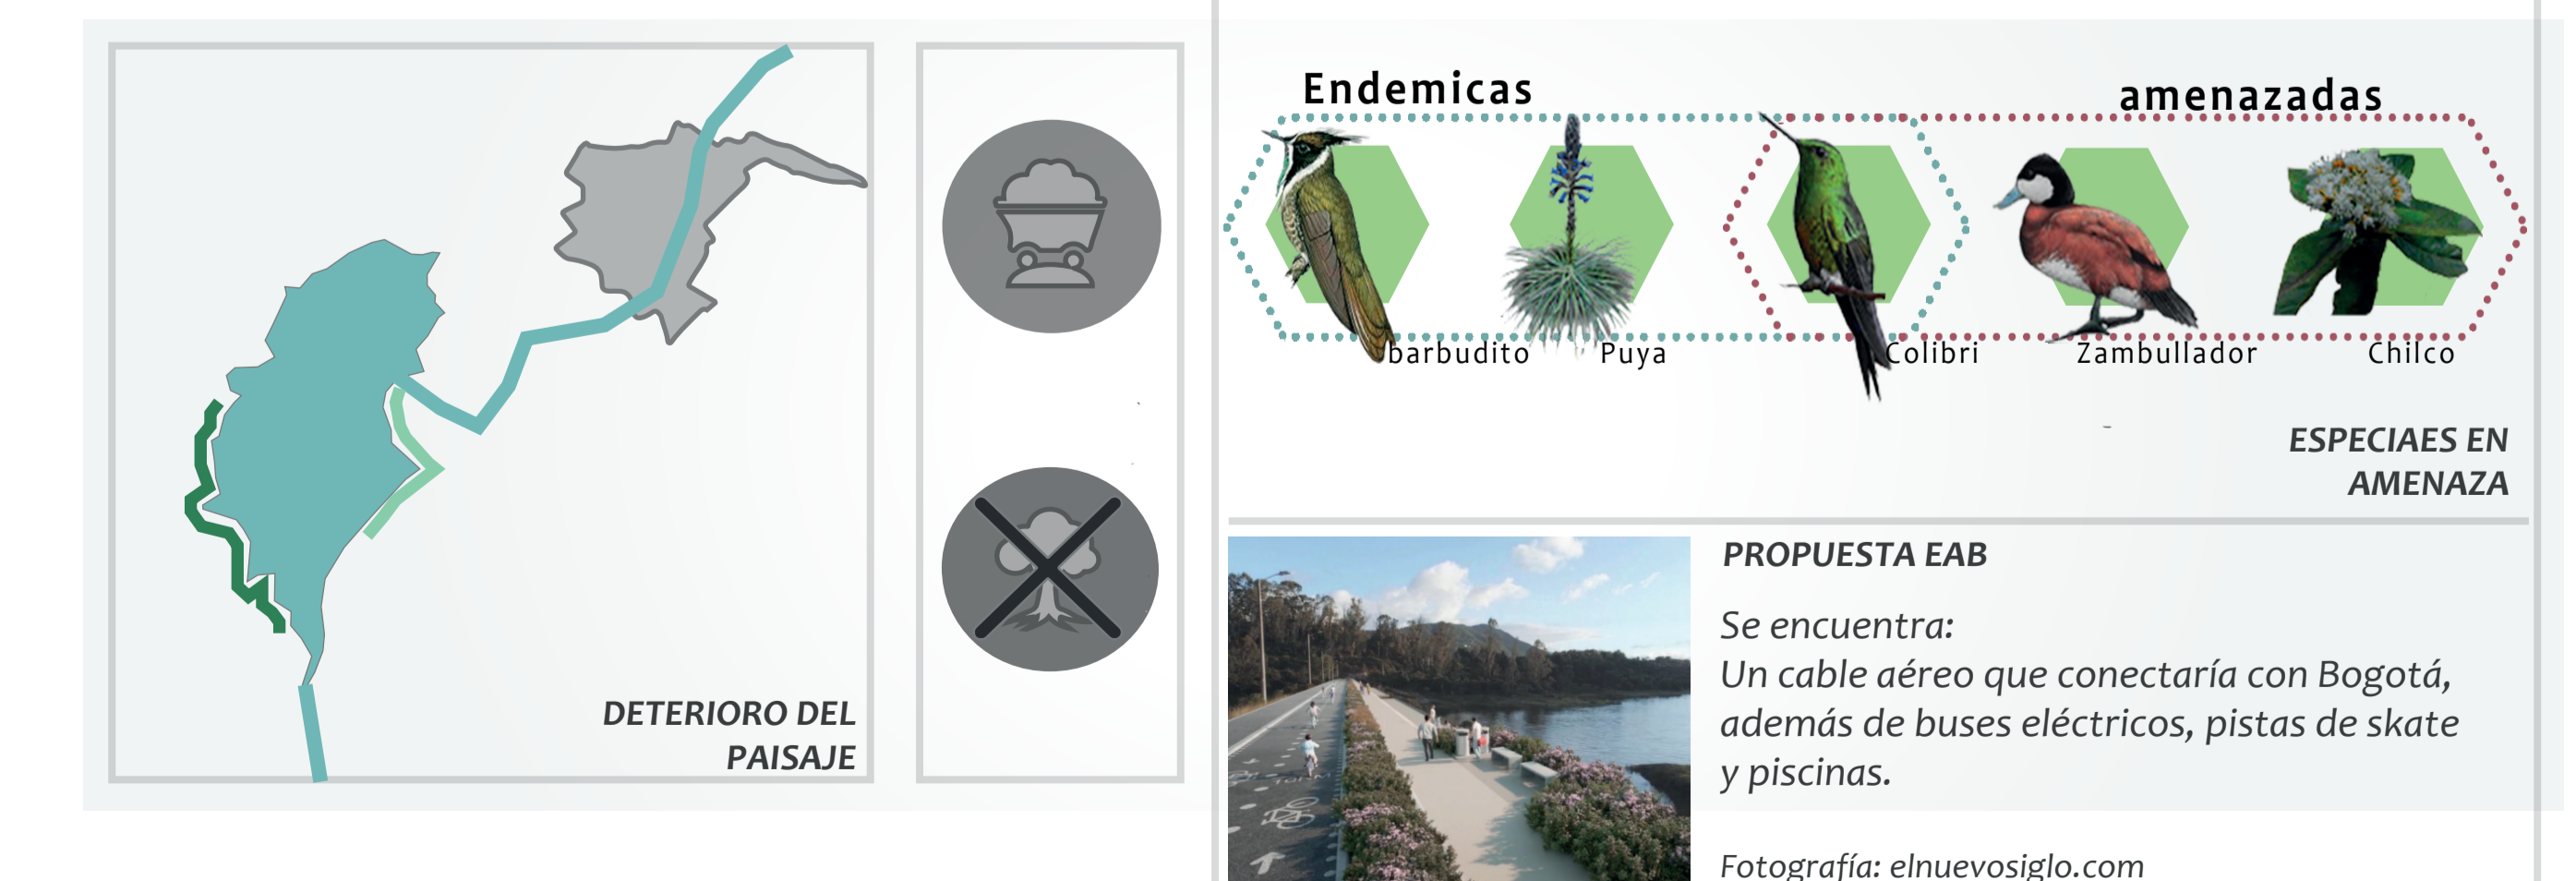 DETERIORO DEL
PAISAJE
Endemicas
amenazadas
barbudito
Puya
Colibri
Zambullador
Chilco
ESPECIAES EN
AMENAZA
PROPUESTA EAB
Se encuentra:
Un cable aéreo que conectaría con Bogotá,
además de buses eléctricos, pistas de skate
y piscinas.
Fotografía: elnuevosiglo.com